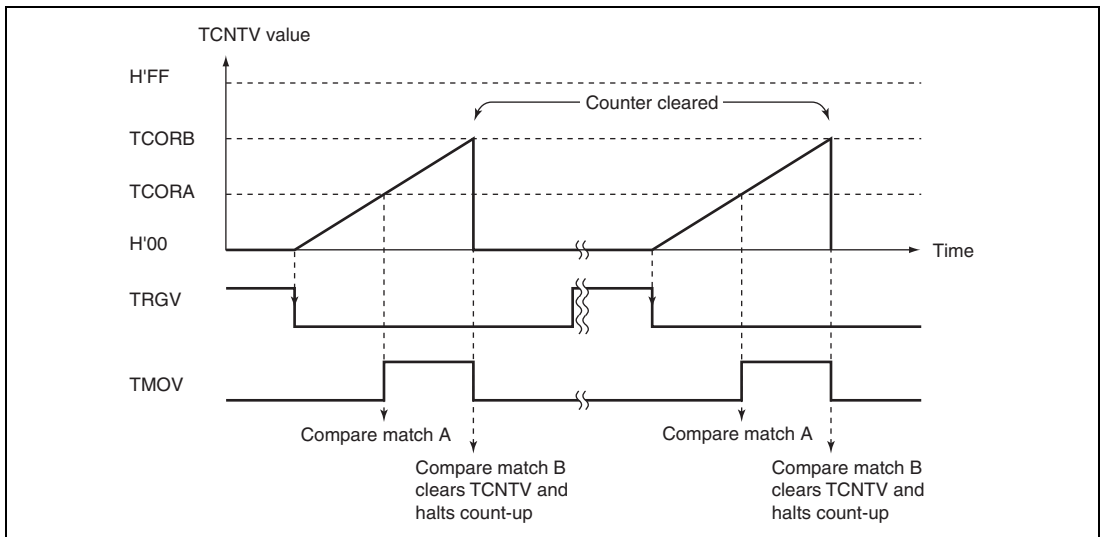 TCNTV value
H'FF
Counter cleared
TCORB
TCORA
H'00
Time
TRGV
TMOV
Compare match A
Compare match A
Compare match B
clears TCNTV and
halts count-up
Compare match B
clears TCNTV and
halts count-up